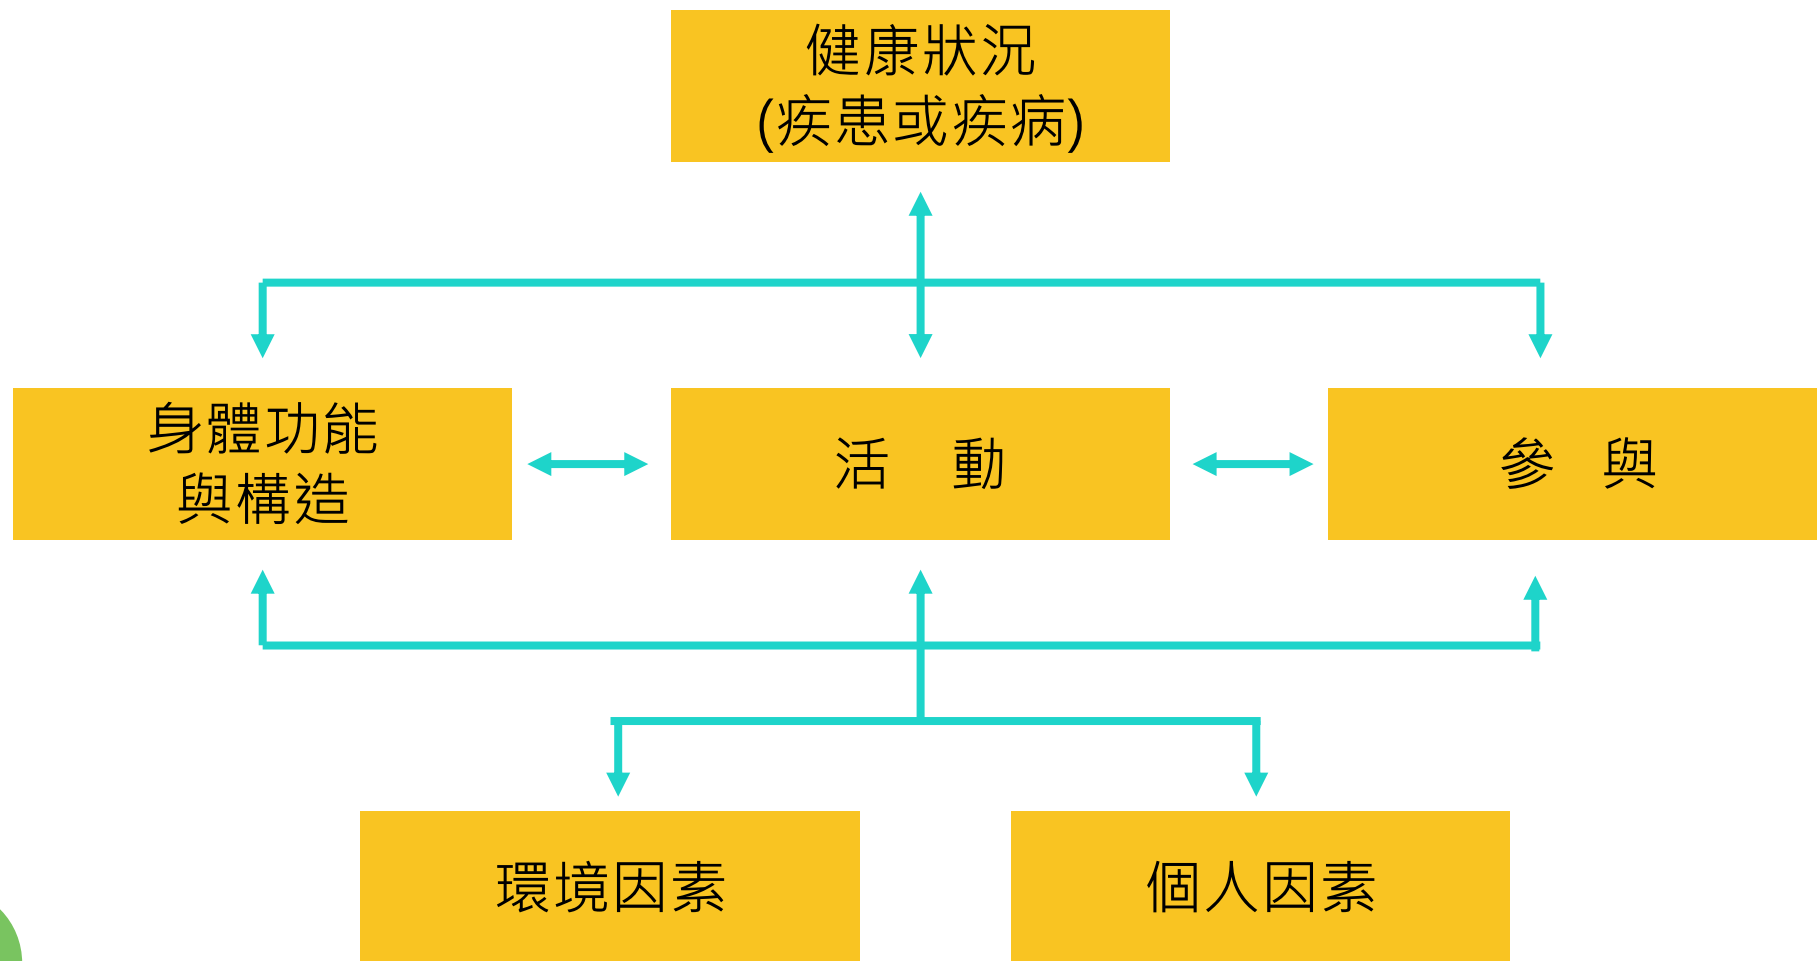 健康狀況
(疾患或疾病)
身體功能
與構造
活 動
參 與
環境因素
個人因素